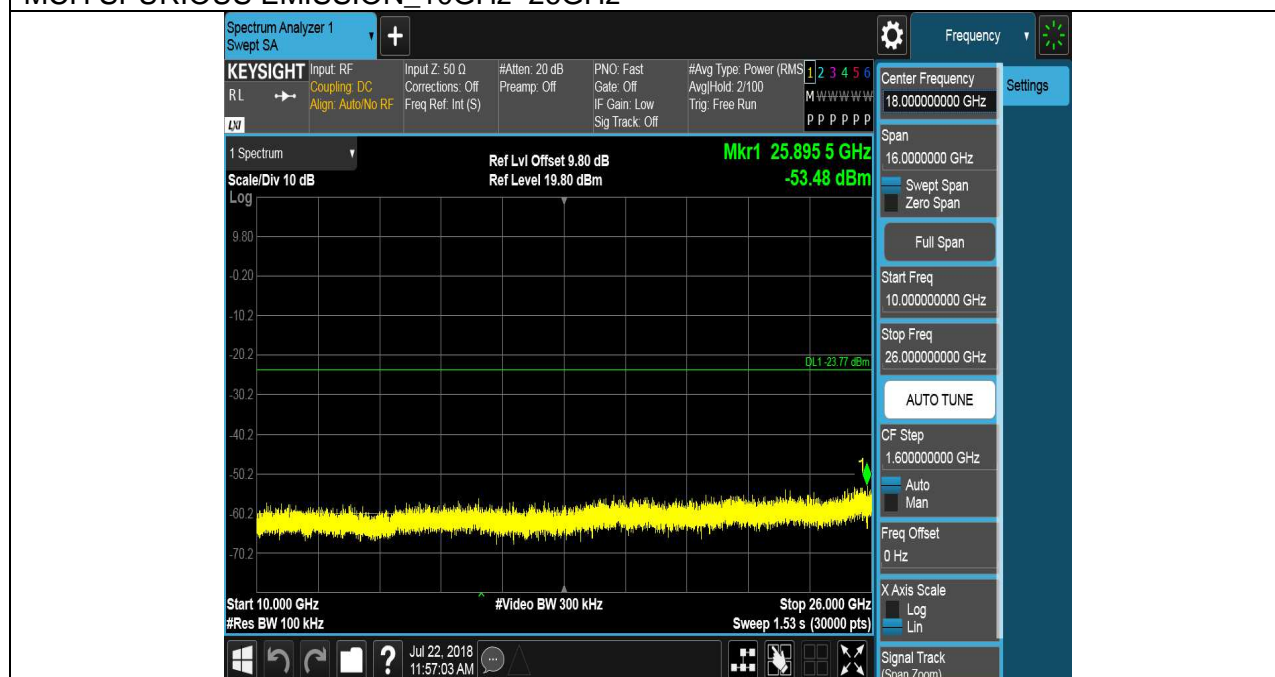 MCH SPURIOUS EMISSION_10GHz~26GHz
Spectrum Analyzer 1
Swept SA
+
Frequency
KEYSIGHT
RL
LXI
Input: RF
Coupling: DC
Align: Auto/No RF
Input Z: 50 Ω
Corrections: Off
Freq Ref: Int (S)
#Atten: 20 dB
Preamp: Off
PNO: Fast
Gate: Off
IF Gain: Low
Sig Track: Off
#Avg Type: Power (RMS
Avg|Hold: 2/100
Trig: Free Run
1 2 3 4 5 6
M W W W W W
P P P P P P
Center Frequency
18.000000000 GHz
Settings
Span
16.0000000 GHz
Swept Span
Zero Span
Full Span
Start Freq
10.000000000 GHz
Stop Freq
26.000000000 GHz
AUTO TUNE
CF Step
1.600000000 GHz
Auto
Man
Freq Offset
0 Hz
X Axis Scale
Log
Lin
Signal Track
(Span Zoom)
1 Spectrum
Scale/Div 10 dB
Log
Ref Lvl Offset 9.80 dB
Ref Level 19.80 dBm
Mkr1 25.895 5 GHz
-53.48 dBm
9.80
-0.20
-10.2
-20.2
DL1 -23.77 dBm
-30.2
-40.2
-50.2
1
-60.2
-70.2
Start 10.000 GHz
#Res BW 100 kHz
#Video BW 300 kHz
Stop 26.000 GHz
Sweep 1.53 s (30000 pts)
?
Jul 22, 2018
11:57:03 AM